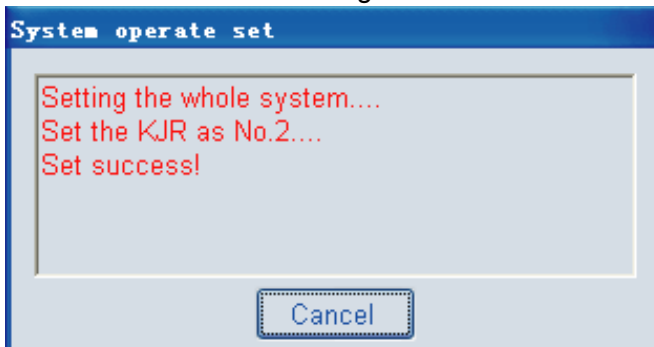 System operate set
Setting the whole system....
Set the KJR as No.2....
Set success!
Cancel